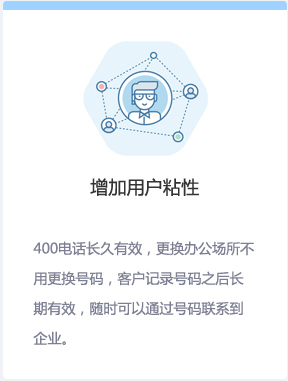 增加用户粘性
400电话长久有效，更换办公场所不
用更换号码，客户记录号码之后长
期有效，随时可以通过号码联系到
企业。